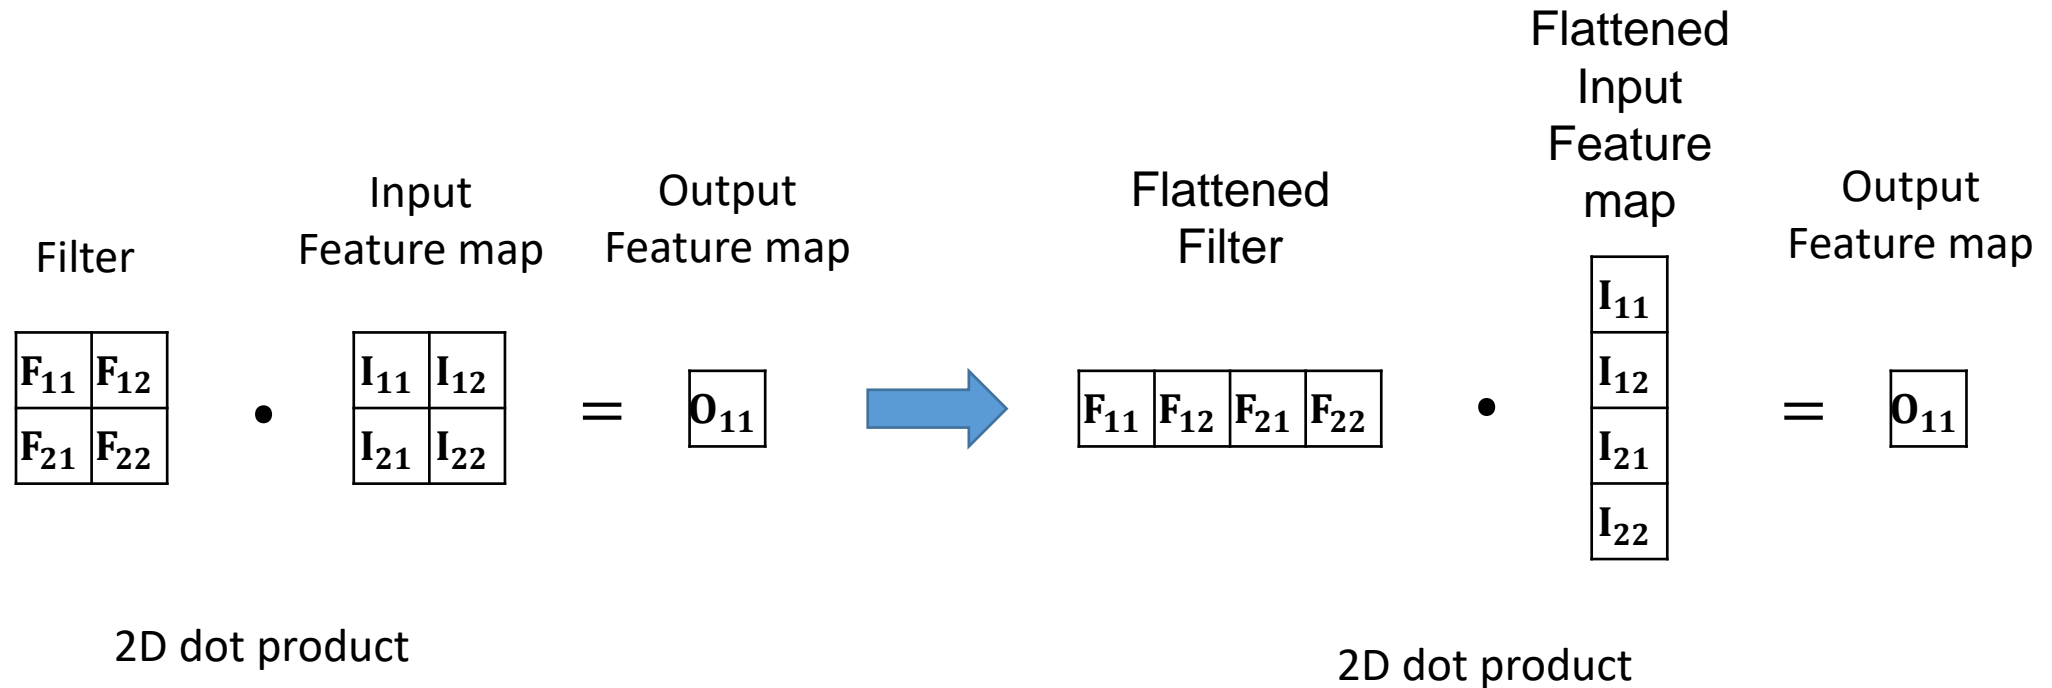 Filter
Input
Feature map
Output
Feature map
F₁₁ F₁₂
F₂₁ F₂₂
•
I₁₁ I₁₂
I₂₁ I₂₂
=
O₁₁
2D dot product
Flattened
Filter
Flattened
Input
Feature
map
Output
Feature map
F₁₁ F₁₂ F₂₁ F₂₂
•
I₁₁
I₁₂
I₂₁
I₂₂
=
O₁₁
2D dot product